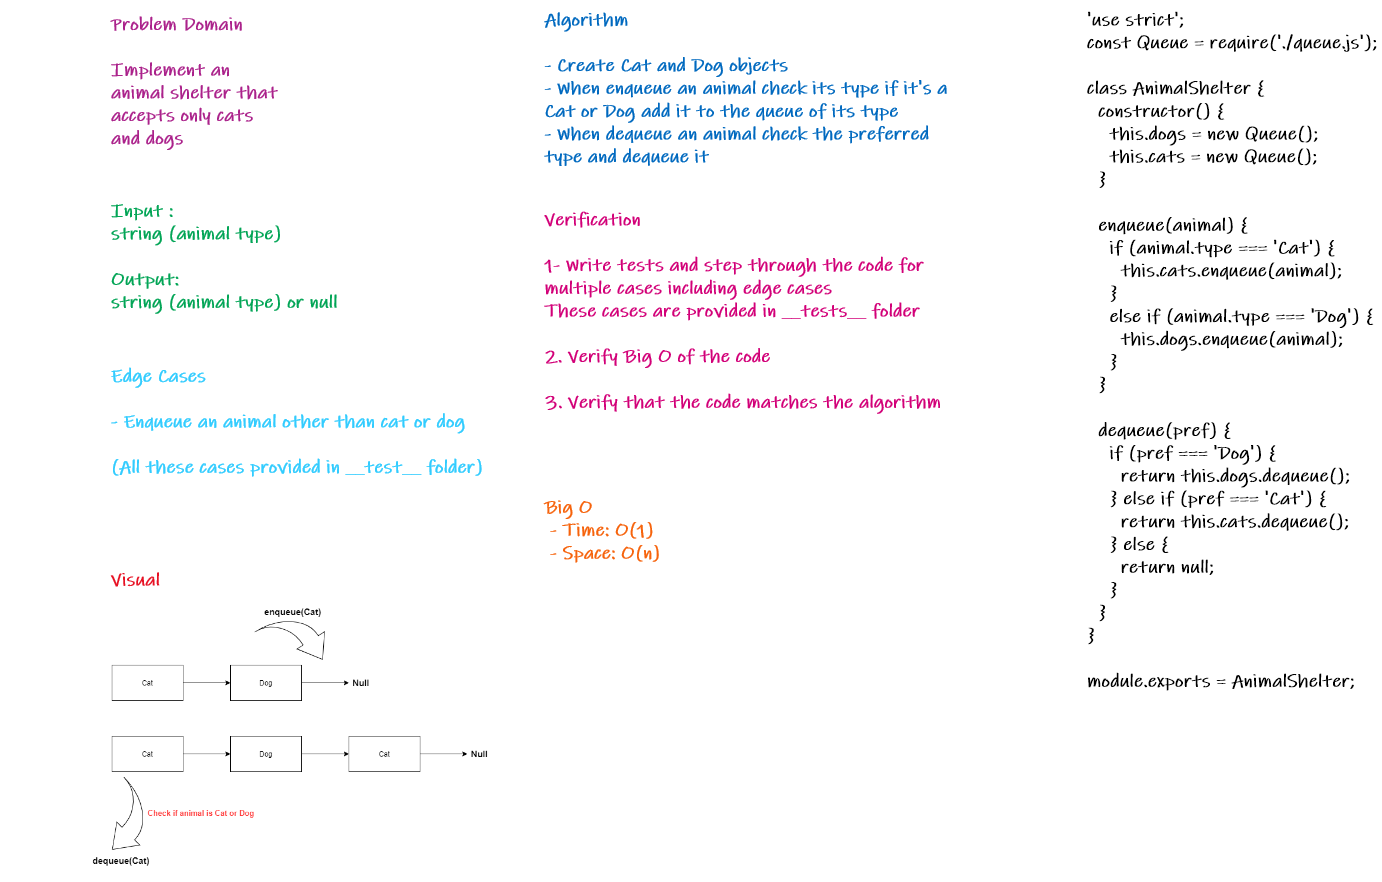 Problem Domain
Implement an
animal shelter that
accepts only cats
and dogs
Input :
string (animal type)
Output:
string (animal type) or null
Edge Cases
- Enqueue an animal other than cat or dog
(All these cases provided in __test__ folder)
Visual
enqueue(Cat)
Cat
Dog
Null
Cat
Dog
Cat
Null
Check if animal is Cat or Dog
dequeue(Cat)
Algorithm
- Create Cat and Dog objects
- When enqueue an animal check its type if it's a
Cat or Dog add it to the queue of its type
- When dequeue an animal check the preferred
type and dequeue it
Verification
1- Write tests and step through the code for
multiple cases including edge cases
These cases are provided in __tests__ folder
2. Verify Big O of the code
3. Verify that the code matches the algorithm
Big O
- Time: O(1)
- Space: O(n)
'use strict';
const Queue = require('./queue.js');
class AnimalShelter {
constructor() {
this.dogs = new Queue();
this.cats = new Queue();
}
enqueue(animal) {
if (animal.type === 'Cat') {
this.cats.enqueue(animal);
}
else if (animal.type === 'Dog') {
this.dogs.enqueue(animal);
}
}
dequeue(pref) {
if (pref === 'Dog') {
return this.dogs.dequeue();
} else if (pref === 'Cat') {
return this.cats.dequeue();
} else {
return null;
}
}
}
module.exports = AnimalShelter;